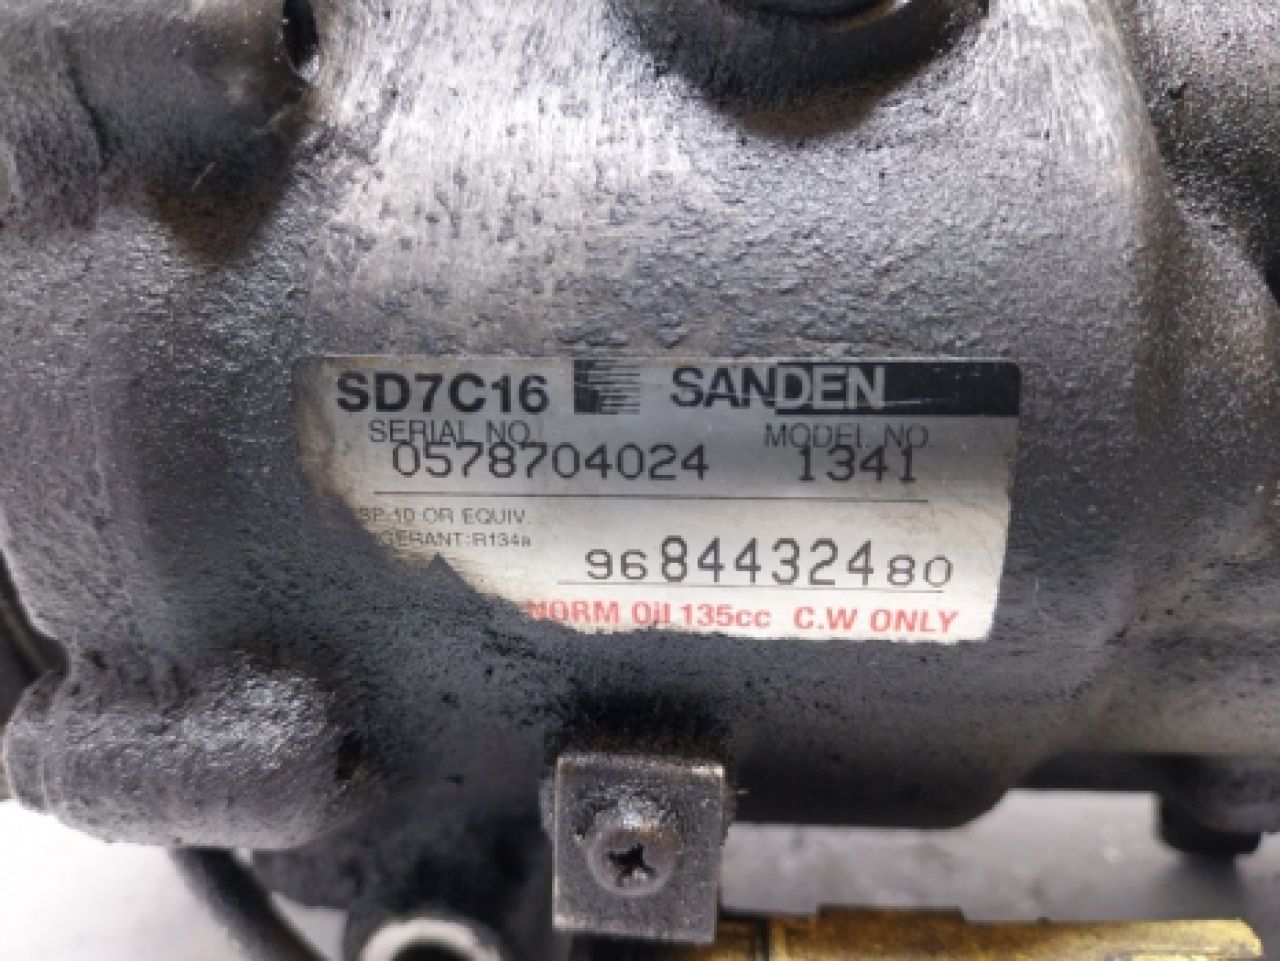 SD7C16 SANDEN
SERIAL NO. MODEL NO
0578704024 1341
SP-10 OR EQUIV.
GERANT:R134a
9684432480
NORM Oil 135cc C.W ONLY